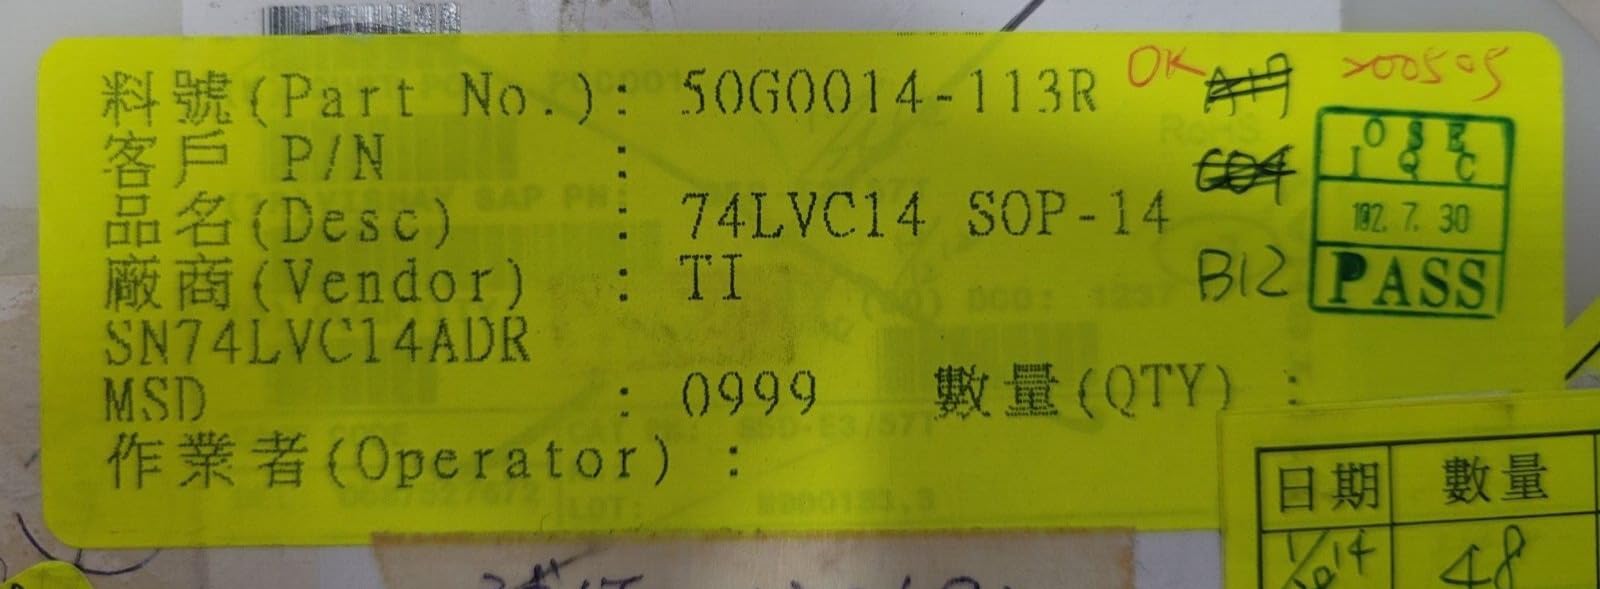 料號(Part No.): 50G0014-113R
客戶 P/N :
品名(Desc) : 74LVC14 SOP-14
廠商(Vendor) : TI
SN74LVC14ADR
MSD : 0999 數量(QTY) :
作業者(Operator) :
OK
B12
OSE
IQC
102. 7. 30
PASS
RoHS
日期 數量
48